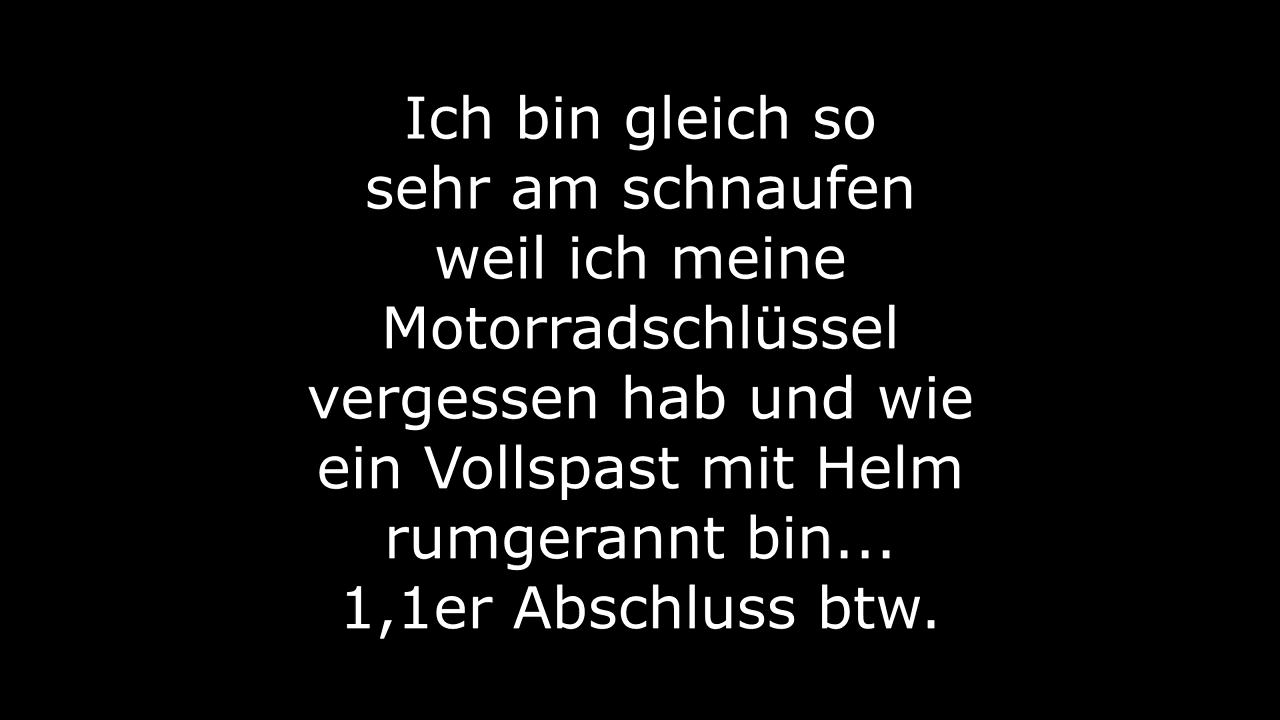 Ich bin gleich so
sehr am schnaufen
weil ich meine
Motorradschlüssel
vergessen hab und wie
ein Vollspast mit Helm
rumgerannt bin...
1,1er Abschluss btw.